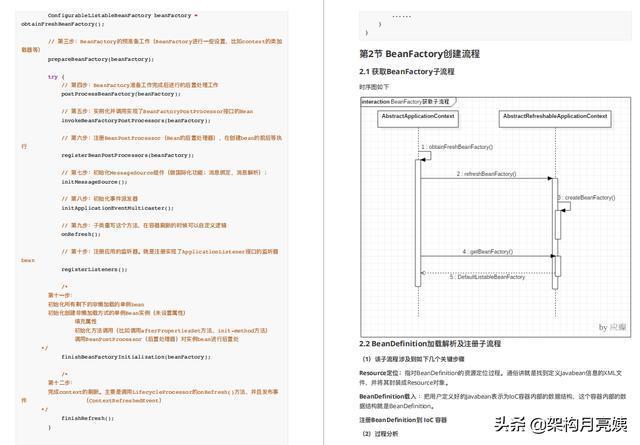 ConfigurableListableBeanFactory beanFactory =
obtainFreshBeanFactory();
// 第三步：BeanFactory的预准备工作（BeanFactory进行一些设置，比如context的类加
载器等）
prepareBeanFactory(beanFactory);
try {
// 第四步：BeanFactory准备工作完成后进行的后置处理工作
postProcessBeanFactory(beanFactory);
// 第五步：实例化并调用实现了BeanFactoryPostProcessor接口的Bean
invokeBeanFactoryPostProcessors(beanFactory);
// 第六步：注册BeanPostProcessor（Bean的后置处理器），在创建bean的前后等执
行
registerBeanPostProcessors(beanFactory);
// 第七步：初始化MessageSource组件（做国际化功能；消息绑定，消息解析）；
initMessageSource();
// 第八步：初始化事件派发器
initApplicationEventMulticaster();
// 第九步：子类重写这个方法，在容器刷新的时候可以自定义逻辑
onRefresh();
// 第十步：注册应用的监听器。就是注册实现了ApplicationListener接口的监听器
bean
registerListeners();
/*
第十一步：
初始化所有剩下的非懒加载的单例bean
初始化创建非懒加载方式的单例Bean实例（未设置属性）
填充属性
初始化方法调用（比如调用afterPropertiesSet方法、init-method方法）
调用BeanPostProcessor（后置处理器）对实例bean进行后置处
*/
finishBeanFactoryInitialization(beanFactory);
/*
第十二步：
完成context的刷新。主要是调用LifecycleProcessor的onRefresh()方法，并且发布事
件 （ContextRefreshedEvent）
*/
finishRefresh();
}
......
}
}
第2节 BeanFactory创建流程
2.1 获取BeanFactory子流程
时序图如下
interaction BeanFactory获取子流程
AbstractApplicationContext
AbstractRefreshableApplicationContext
1 : obtainFreshBeanFactory()
2 : refreshBeanFactory()
3 : createBeanFactory()
4 : getBeanFactory()
5 : DefaultListableBeanFactory
by 应癫
2.2 BeanDefinition加载解析及注册子流程
（1）该子流程涉及到如下几个关键步骤
Resource定位：指对BeanDefinition的资源定位过程。通俗讲就是找到定义Javabean信息的XML文
件，并将其封装成Resource对象。
BeanDefinition载入 ：把用户定义好的Javabean表示为IoC容器内部的数据结构，这个容器内部的数
据结构就是BeanDefinition。
注册BeanDefinition到 IoC 容器
（2）过程分析
头条 @架构月亮姨